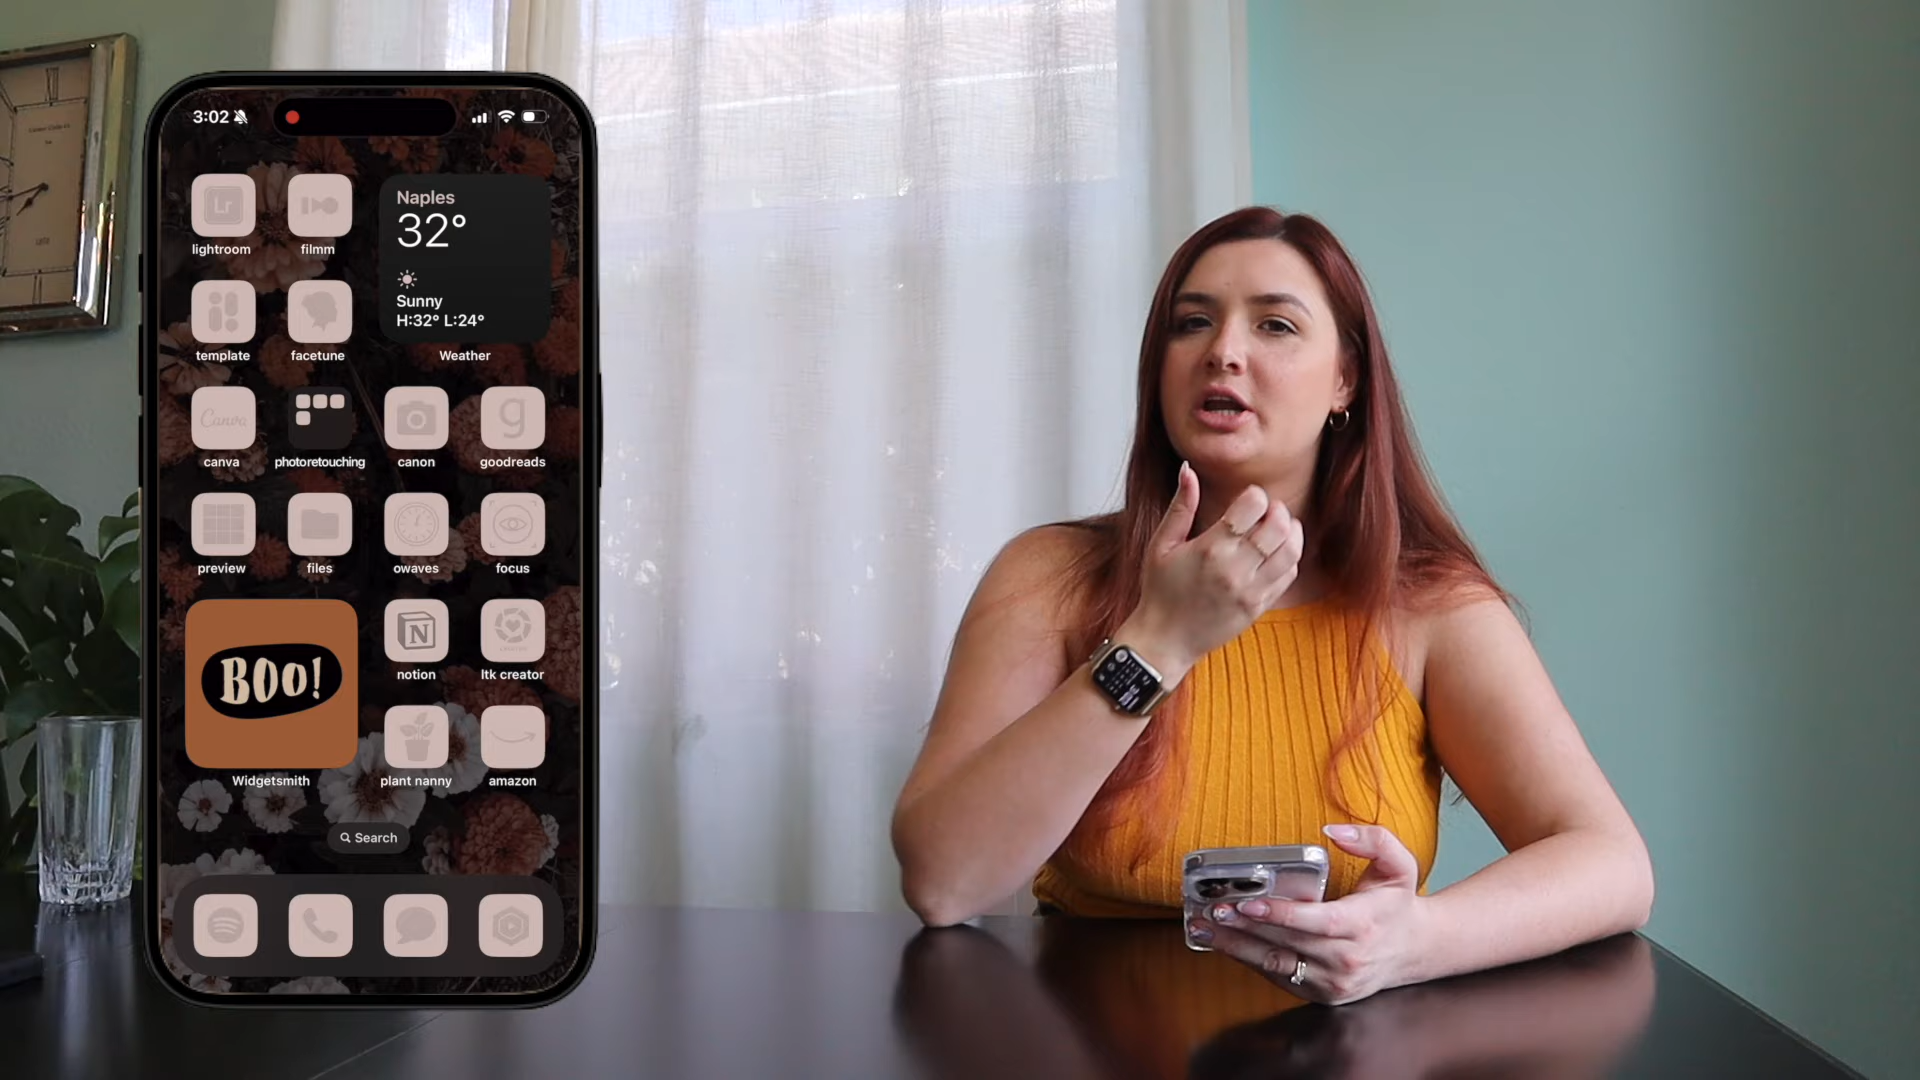 3:02
Lr
lightroom
filmm
Naples
32°
Sunny
H:32° L:24°
Weather
template
facetune
Canva
g
canva
photoretouching
canon
goodreads
preview
files
owaves
focus
BOO!
N
notion
ltk creator
Widgetsmith
plant nanny
amazon
Search